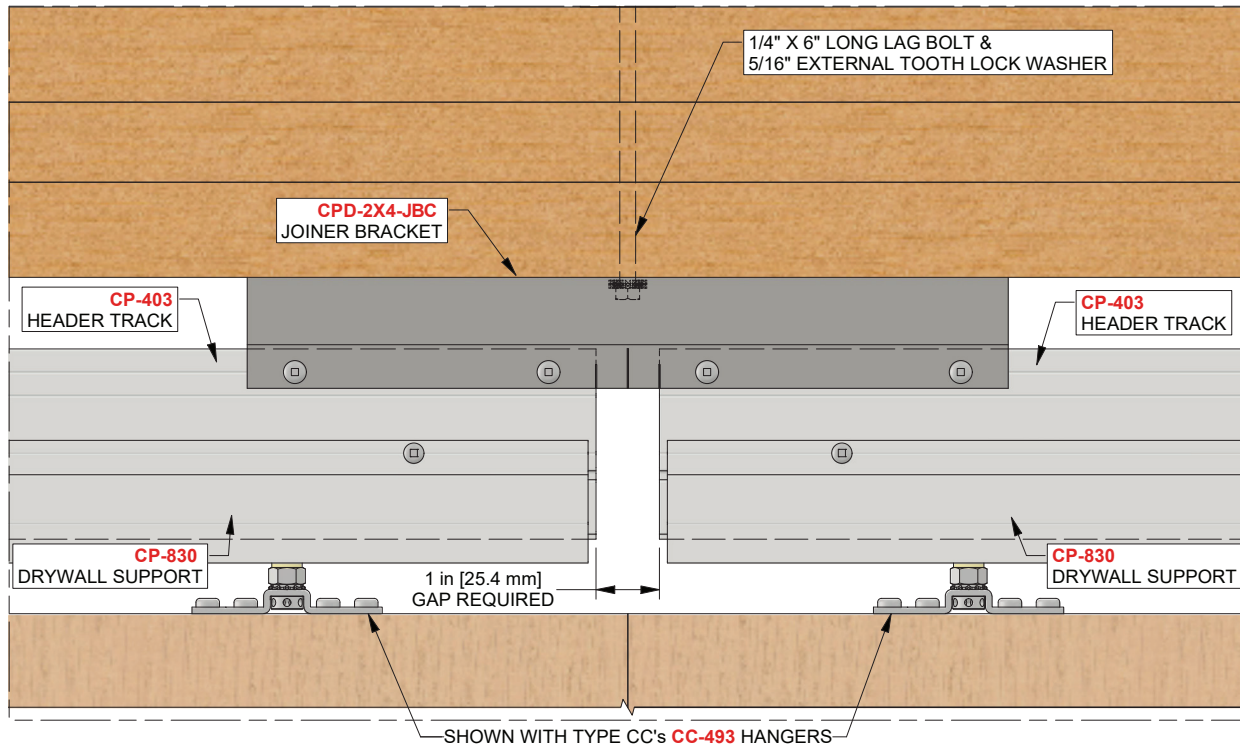 1/4" X 6" LONG LAG BOLT &
5/16" EXTERNAL TOOTH LOCK WASHER
CPD-2X4-JBC
JOINER BRACKET
CP-403
HEADER TRACK
CP-403
HEADER TRACK
CP-830
DRYWALL SUPPORT
1 in [25.4 mm]
GAP REQUIRED
CP-830
DRYWALL SUPPORT
SHOWN WITH TYPE CC's CC-493 HANGERS